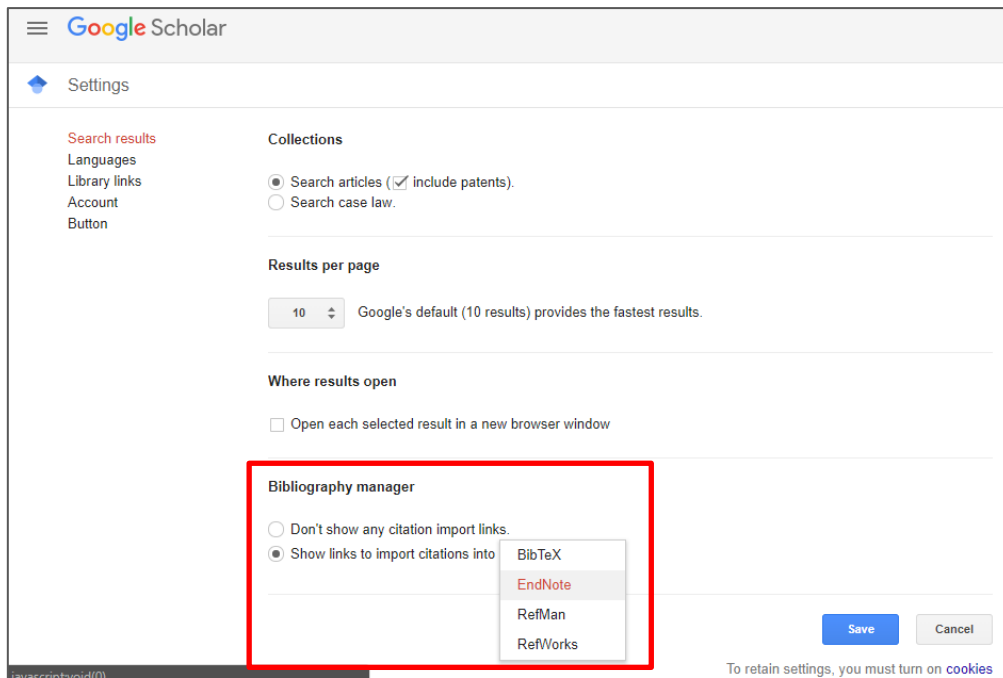 Google Scholar
Settings
Search results
Languages
Library links
Account
Button
Collections
Search articles (include patents).
Search case law.
Results per page
10 Google's default (10 results) provides the fastest results.
Where results open
Open each selected result in a new browser window
Bibliography manager
Don't show any citation import links.
Show links to import citations into
BibTeX
EndNote
RefMan
RefWorks
Save Cancel
To retain settings, you must turn on cookies
javascript:void(0)